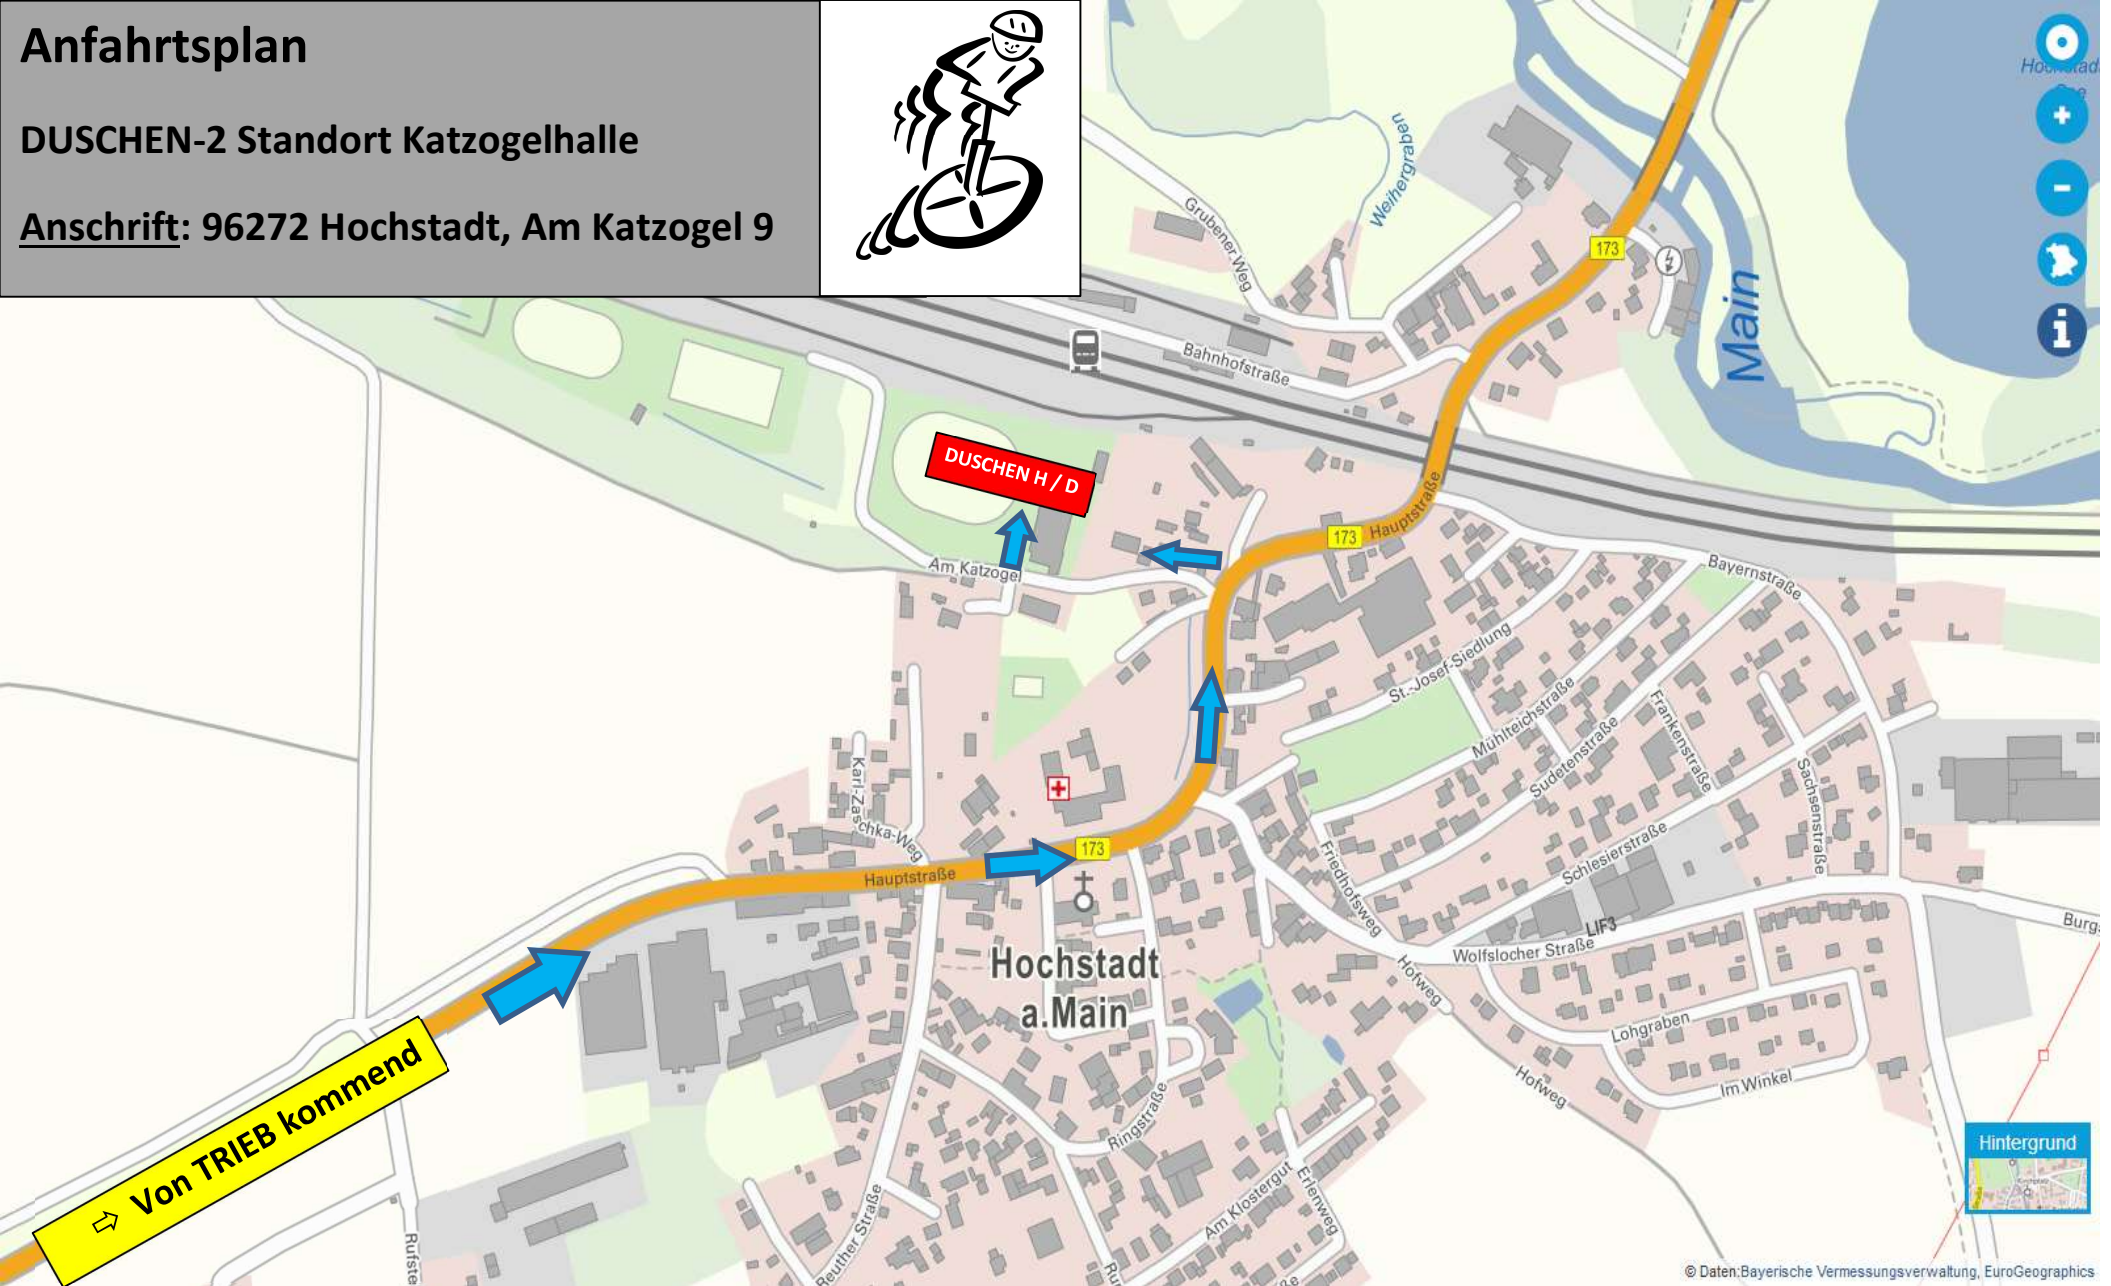 Anfahrtsplan
DUSCHEN-2 Standort Katzogelhalle
Anschrift: 96272 Hochstadt, Am Katzogel 9
Weihergraben
Grubener Weg
173
Main
Bahnhofstraße
DUSCHEN H / D
Hauptstraße
173
Am Katzogel
Bayernstraße
St.-Josef-Siedlung
Mühlteichstraße
Sudetenstraße
Frankenstraße
Sachsenstraße
Karl-Zaschka-Weg
173
Hauptstraße
Friedhofsweg
Schlesierstraße
LIF3
Wolfslocher Straße
Burg
Hochstadt
a.Main
Hofweg
Lohgraben
Im Winkel
Hofweg
⇨ Von TRIEB kommend
Ringstraße
Am Klostergut
Erlenweg
Reuther Straße
Rufste
Hintergrund
© Daten:Bayerische Vermessungsverwaltung, EuroGeographics